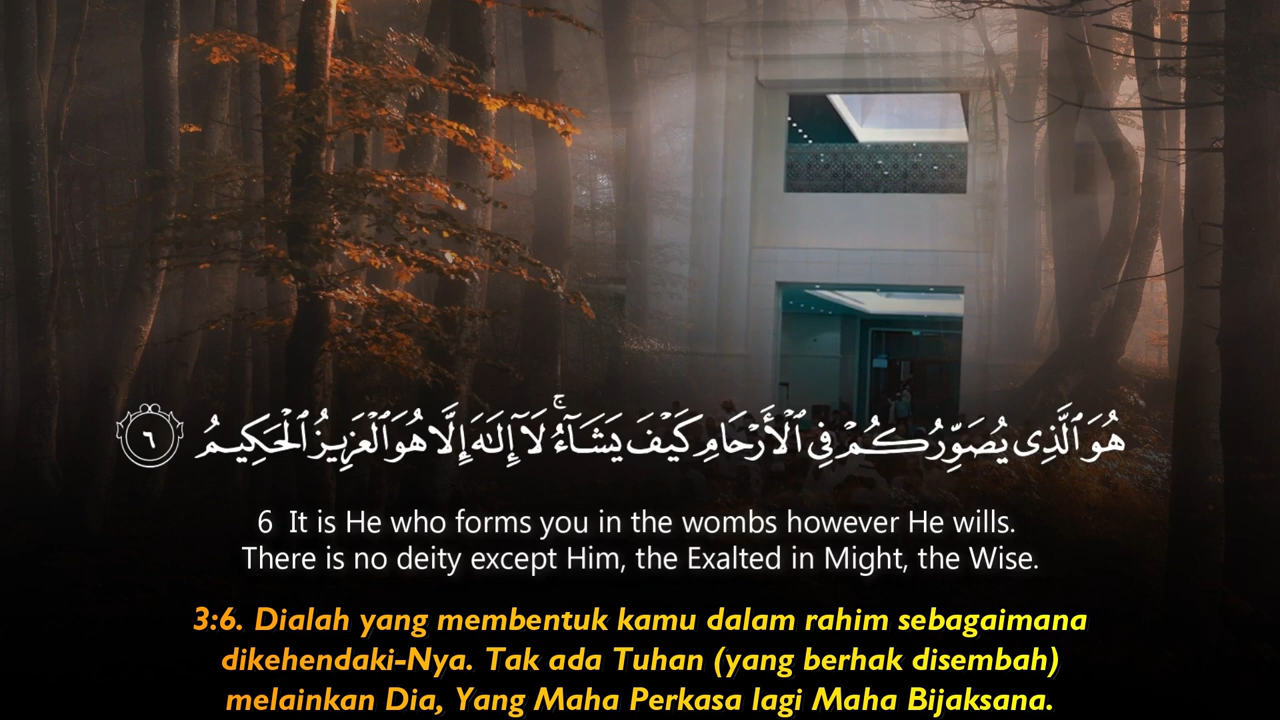 هُوَ ٱلَّذِى يُصَوِّرُكُمْ فِى ٱلْأَرْحَامِ كَيْفَ يَشَآءُ ۚ لَآ إِلَـٰهَ إِلَّا هُوَ ٱلْعَزِيزُ ٱلْحَكِيمُ ٦
6 It is He who forms you in the wombs however He wills.
There is no deity except Him, the Exalted in Might, the Wise.
3:6. Dialah yang membentuk kamu dalam rahim sebagaimana
dikehendaki-Nya. Tak ada Tuhan (yang berhak disembah)
melainkan Dia, Yang Maha Perkasa lagi Maha Bijaksana.